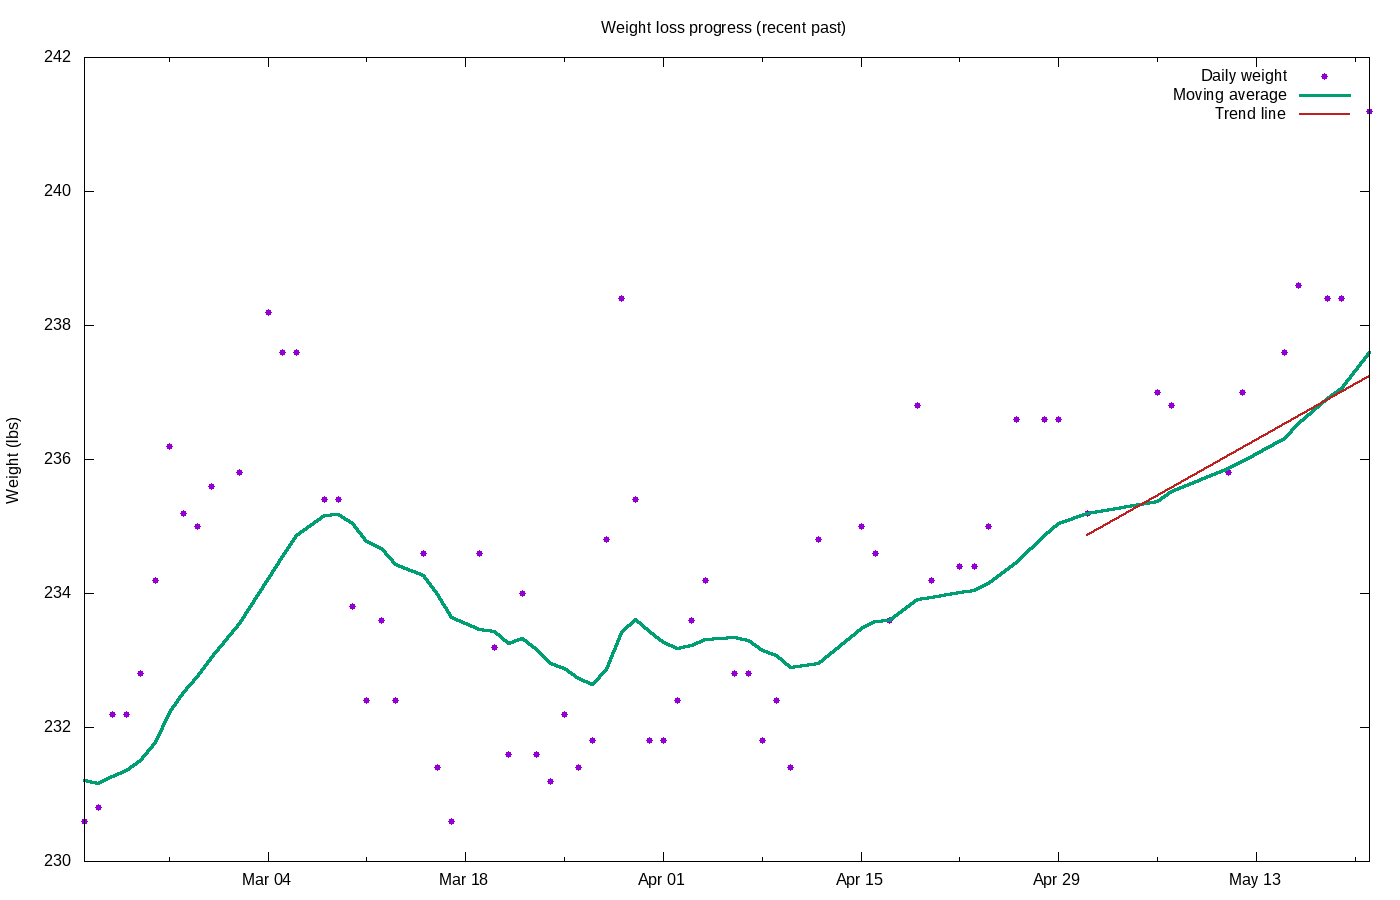 Weight loss progress (recent past)
242
240
238
236
234
232
230
Weight (lbs)
Daily weight
Moving average
Trend line
Mar 04
Mar 18
Apr 01
Apr 15
Apr 29
May 13